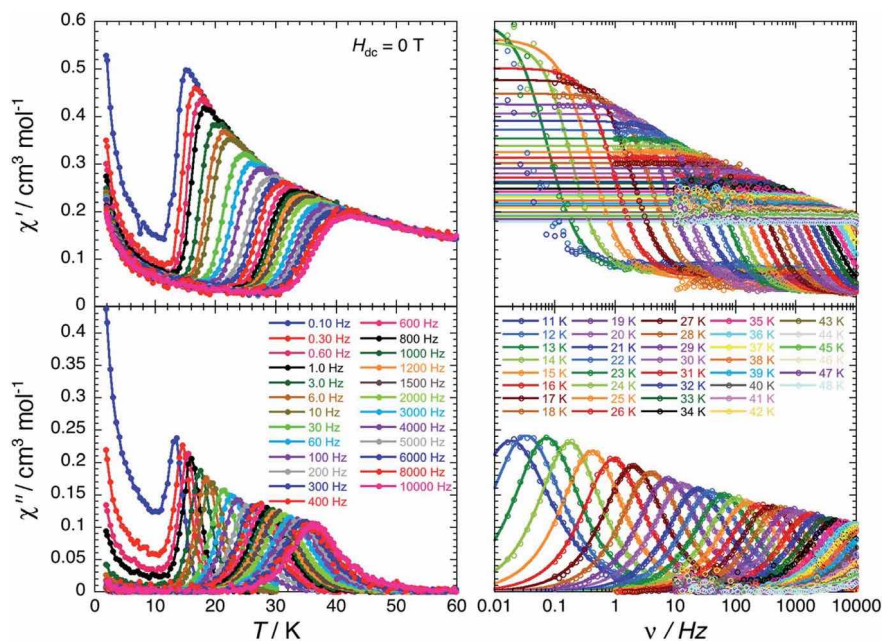 H_dc = 0 T
χ′ / cm³ mol⁻¹
0.6
0.5
0.4
0.3
0.2
0.1
0
χ″ / cm³ mol⁻¹
0.4
0.3
0.2
0.1
0.05
0
0 10 20 30 40 50 60
T / K
0.10 Hz 600 Hz
0.30 Hz 800 Hz
0.60 Hz 1000 Hz
1.0 Hz 1200 Hz
3.0 Hz 1500 Hz
6.0 Hz 2000 Hz
10 Hz 3000 Hz
30 Hz 4000 Hz
60 Hz 5000 Hz
100 Hz 6000 Hz
200 Hz 8000 Hz
300 Hz 10000 Hz
400 Hz
11 K 19 K 27 K 35 K 43 K
12 K 20 K 28 K 36 K 44 K
13 K 21 K 29 K 37 K 45 K
14 K 22 K 30 K 38 K 46 K
15 K 23 K 31 K 39 K 47 K
16 K 24 K 32 K 40 K 48 K
17 K 25 K 33 K 41 K
18 K 26 K 34 K 42 K
0.01 0.1 1 10 100 1000 10000
ν / Hz